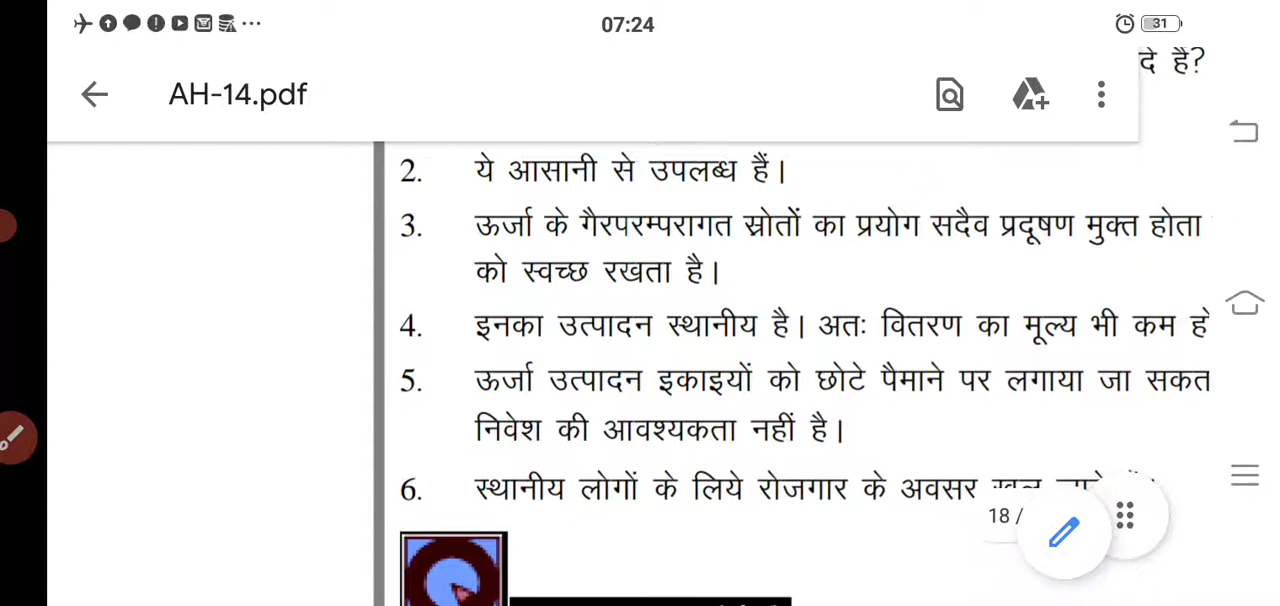 07:24
31
दे हैं?
AH-14.pdf
2. ये आसानी से उपलब्ध हैं।
3. ऊर्जा के गैरपरम्परागत स्रोतों का प्रयोग सदैव प्रदूषण मुक्त होता
को स्वच्छ रखता है।
4. इनका उत्पादन स्थानीय है। अतः वितरण का मूल्य भी कम
5. ऊर्जा उत्पादन इकाइयों को छोटे पैमाने पर लगाया जा सकत
निवेश की आवश्यकता नहीं है।
6. स्थानीय लोगों के लिये रोजगार के अवसर
18 /